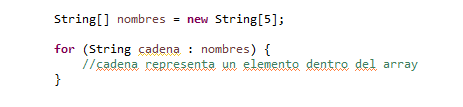 String[] nombres = new String[5];
for (String cadena : nombres) {
//cadena representa un elemento dentro del array
}